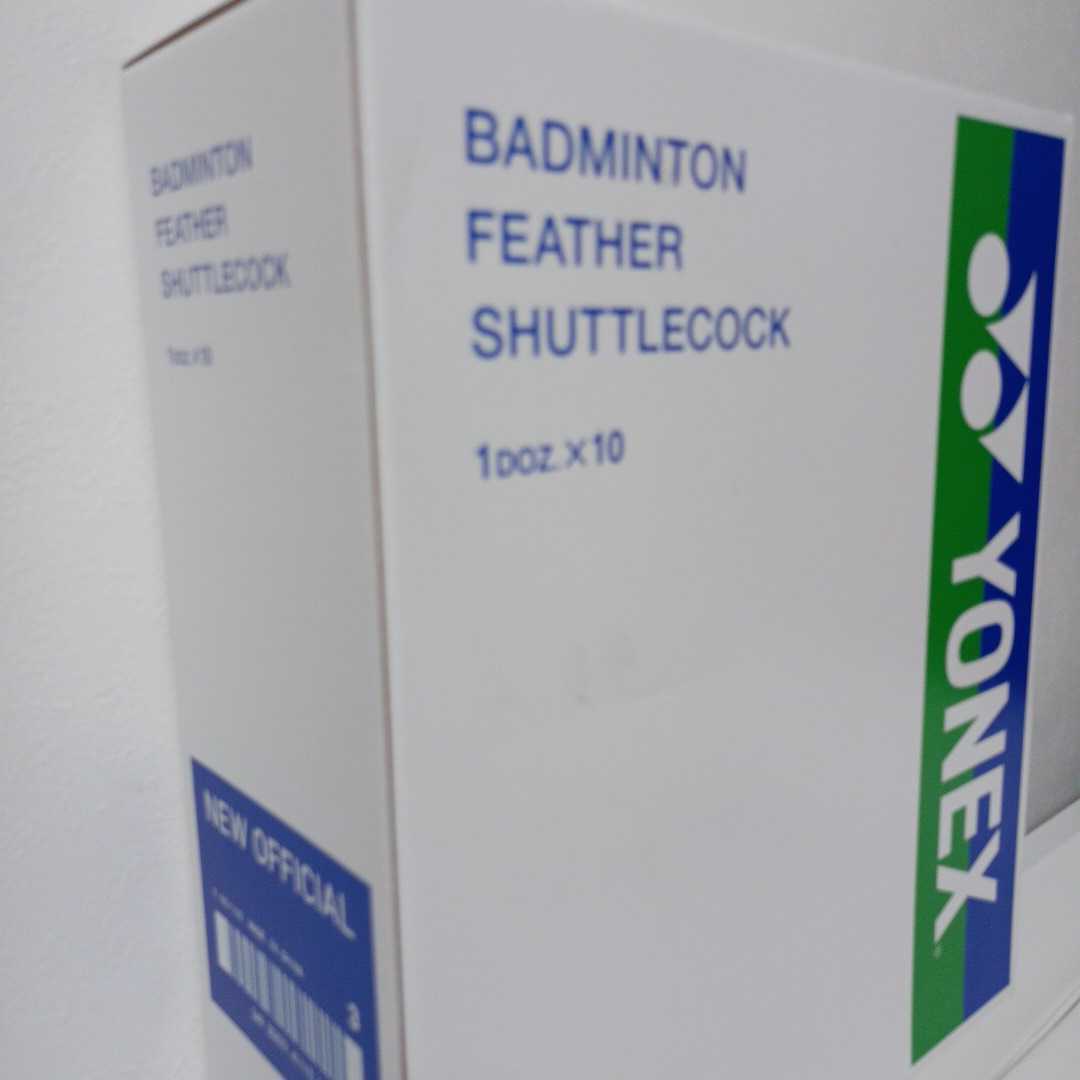 BADMINTON
FEATHER
SHUTTLECOCK
NEW OFFICIAL
3
BADMINTON
FEATHER
SHUTTLECOCK
1DOZ.×10
YONEX